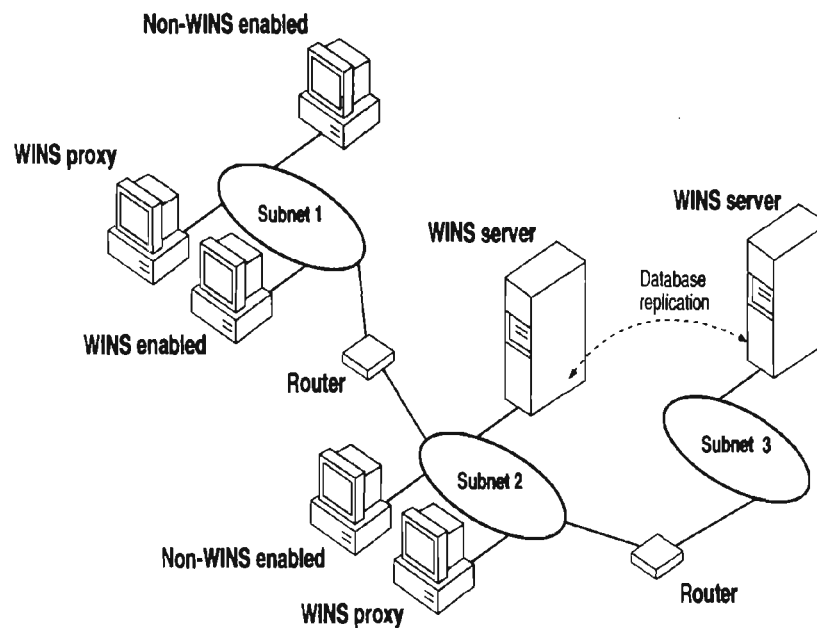 Non-WINS enabled
WINS proxy
Subnet 1
WINS server
WINS server
Database
replication
WINS enabled
Router
Subnet 3
Subnet 2
Non-WINS enabled
WINS proxy
Router